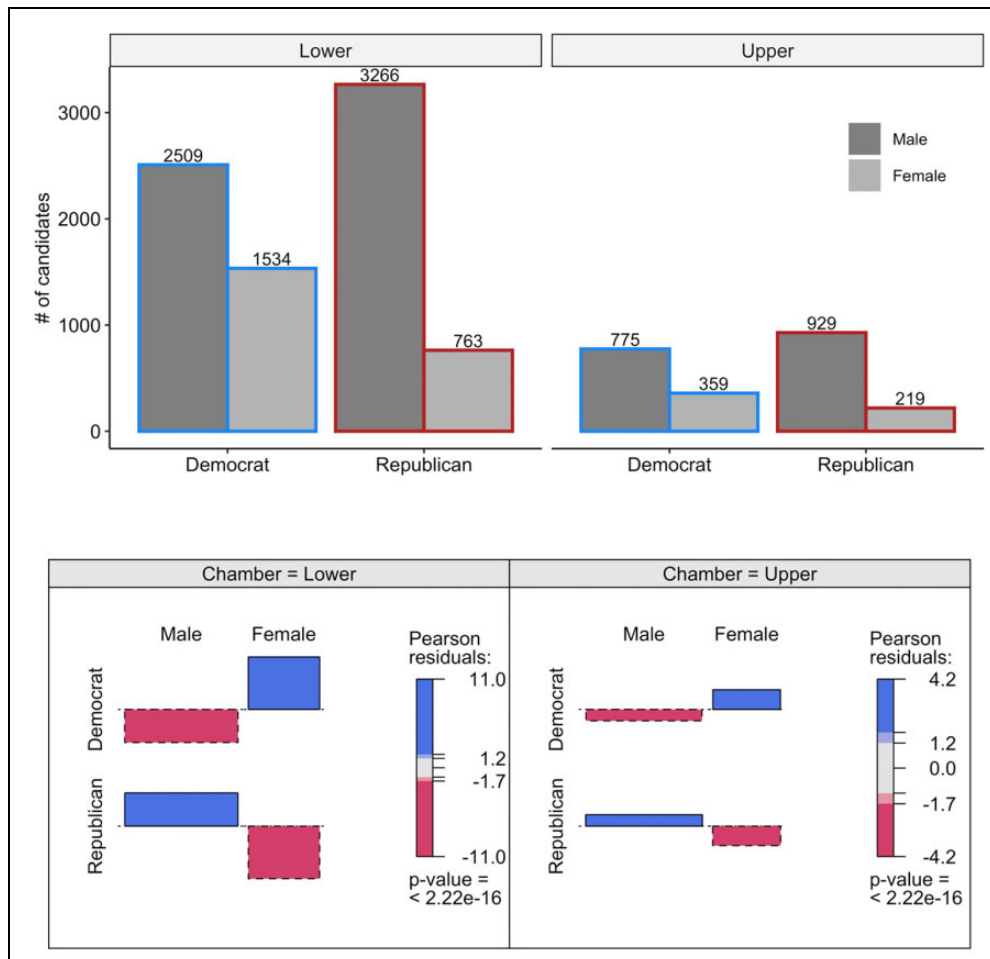 Lower
Upper
3266
2509
1534
763
775
359
929
219
Male
Female
# of candidates
3000
2000
1000
0
Democrat
Republican
Democrat
Republican
Chamber = Lower
Chamber = Upper
Male
Female
Democrat
Republican
Pearson
residuals:
11.0
1.2
-1.7
-11.0
p-value =
< 2.22e-16
Male
Female
Democrat
Republican
Pearson
residuals:
4.2
1.2
0.0
-1.7
-4.2
p-value =
< 2.22e-16